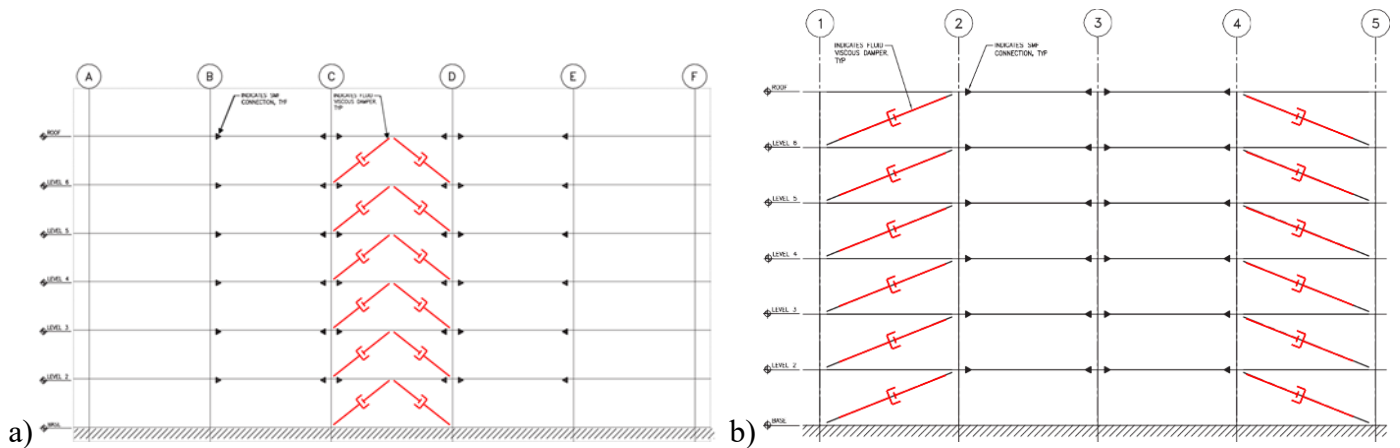 A B C D E F
INDICATES SMF
CONNECTION, TYP
INDICATES FLUID
VISCOUS DAMPER,
TYP
ROOF
LEVEL 6
LEVEL 5
LEVEL 4
LEVEL 3
LEVEL 2
BASE
a)
1 2 3 4 5
INDICATES FLUID
VISCOUS DAMPER,
TYP
INDICATES SMF
CONNECTION, TYP
ROOF
LEVEL 6
LEVEL 5
LEVEL 4
LEVEL 3
LEVEL 2
BASE
b)